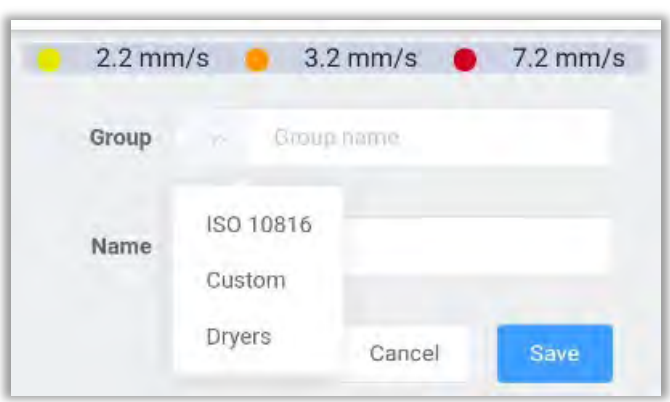 2.2 mm/s 3.2 mm/s 7.2 mm/s
Group Group name
ISO 10816
Name
Custom
Dryers
Cancel Save